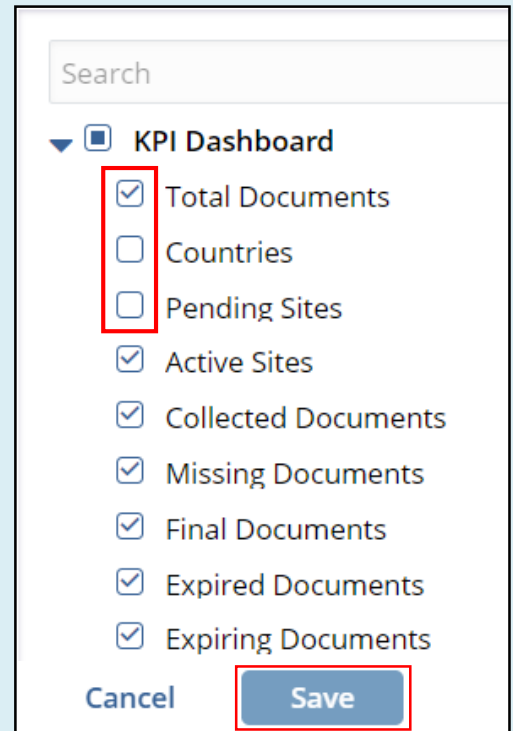 Search
KPI Dashboard
Total Documents
Countries
Pending Sites
Active Sites
Collected Documents
Missing Documents
Final Documents
Expired Documents
Expiring Documents
Cancel Save